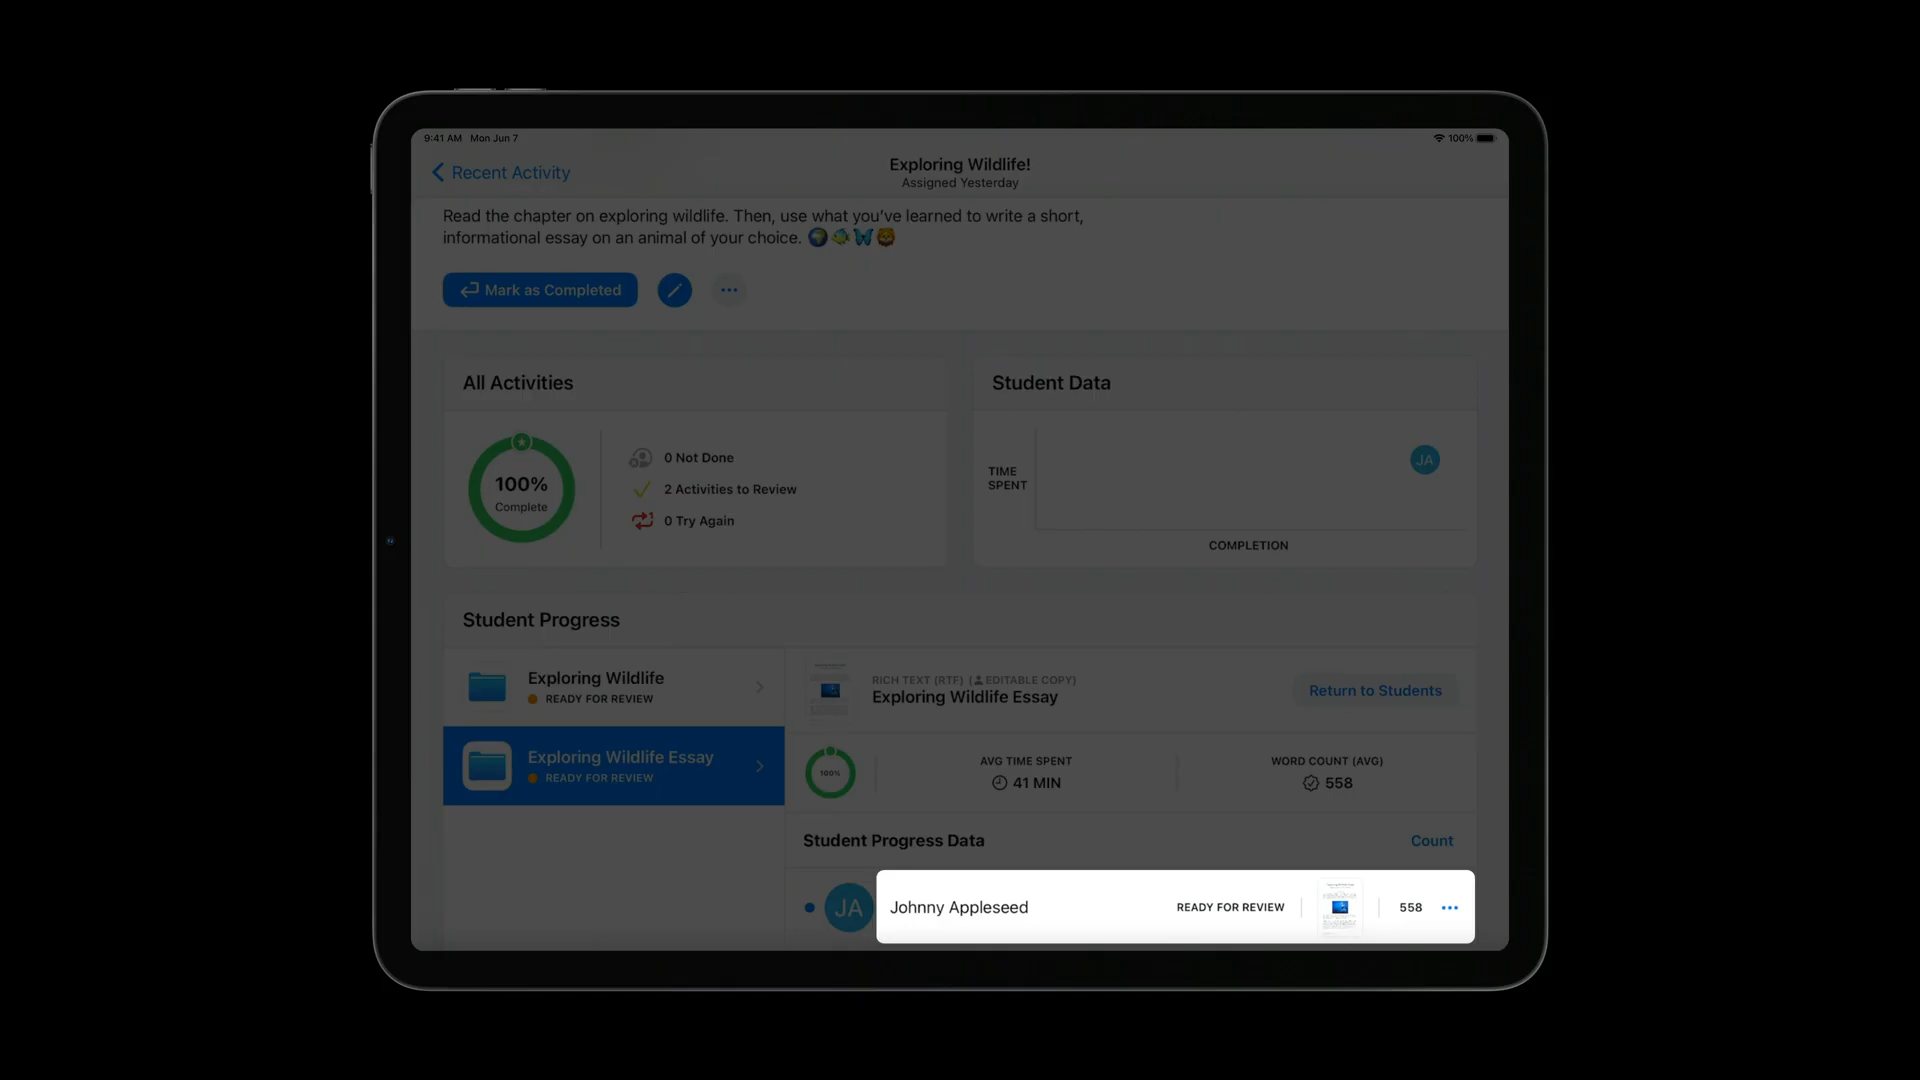 9:41 AM Mon Jun 7
100%
Recent Activity
Exploring Wildlife!
Assigned Yesterday
Read the chapter on exploring wildlife. Then, use what you’ve learned to write a short,
informational essay on an animal of your choice. 🌍🐠🦋🦁
Mark as Completed
All Activities
100%
Complete
0 Not Done
2 Activities to Review
0 Try Again
Student Data
TIME
SPENT
JA
COMPLETION
Student Progress
Exploring Wildlife
READY FOR REVIEW
Exploring Wildlife Essay
READY FOR REVIEW
RICH TEXT (RTF) (EDITABLE COPY)
Exploring Wildlife Essay
Return to Students
100%
AVG TIME SPENT
41 MIN
WORD COUNT (AVG)
558
Student Progress Data
Count
JA
Johnny Appleseed
READY FOR REVIEW
558